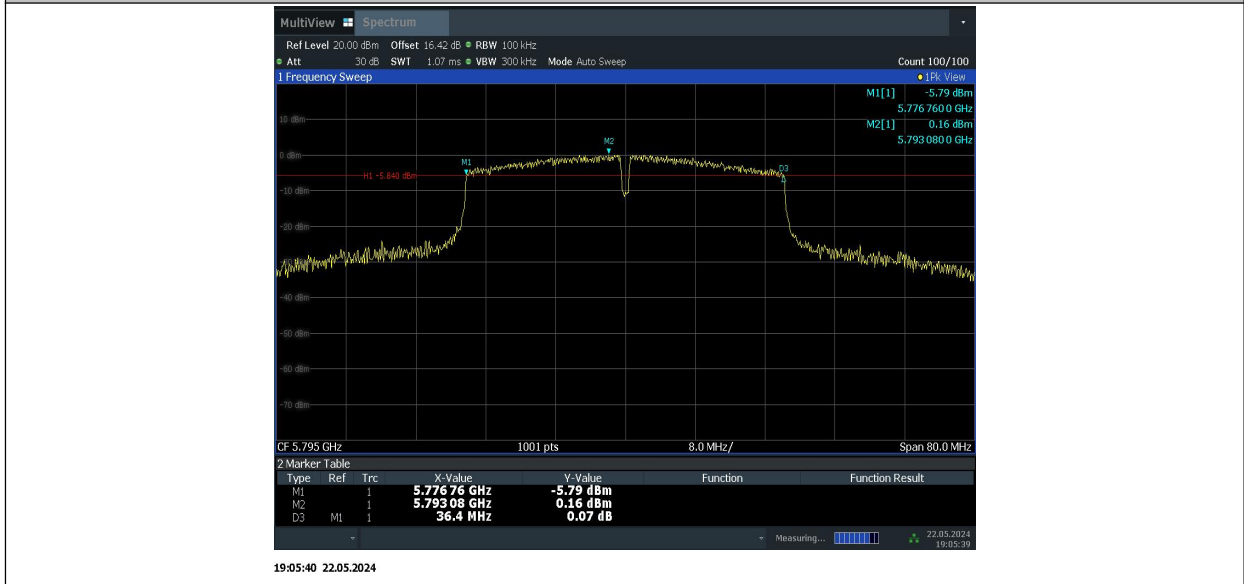 MultiView Spectrum
Ref Level 20.00 dBm Offset 16.42 dB RBW 100 kHz
Att 30 dB SWT 1.07 ms VBW 300 kHz Mode Auto Sweep Count 100/100
1 Frequency Sweep 1Pk View
M1[1] -5.79 dBm
5.776 760 0 GHz
10 dBm
M2[1] 0.16 dBm
5.793 080 0 GHz
M2
0 dBm
M1
D3
H1 -5.840 dBm
-10 dBm
-20 dBm
-40 dBm
-50 dBm
-60 dBm
-70 dBm
CF 5.795 GHz 1001 pts 8.0 MHz/ Span 80.0 MHz
2 Marker Table
Type Ref Trc X-Value Y-Value Function Function Result
M1 1 5.776 76 GHz -5.79 dBm
M2 1 5.793 08 GHz 0.16 dBm
D3 M1 1 36.4 MHz 0.07 dB
Measuring... 22.05.2024
19:05:39
19:05:40 22.05.2024